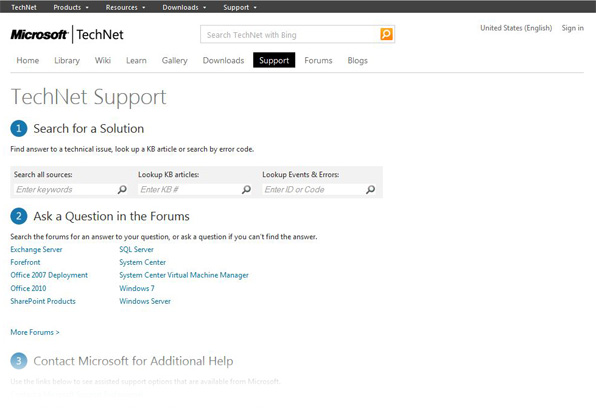 TechNet Products Resources Downloads Support
Microsoft TechNet
Search TechNet with Bing
United States (English) Sign in
Home Library Wiki Learn Gallery Downloads Support Forums Blogs
TechNet Support
1 Search for a Solution
Find answer to a technical issue, look up a KB article or search by error code.
Search all sources: Lookup KB articles: Lookup Events & Errors:
Enter keywords Enter KB # Enter ID or Code
2 Ask a Question in the Forums
Search the forums for an answer to your question, or ask a question if you can't find the answer.
Exchange Server SQL Server
Forefront System Center
Office 2007 Deployment System Center Virtual Machine Manager
Office 2010 Windows 7
SharePoint Products Windows Server
More Forums >
3 Contact Microsoft for Additional Help
Use the links below to see assisted support options that are available from Microsoft.